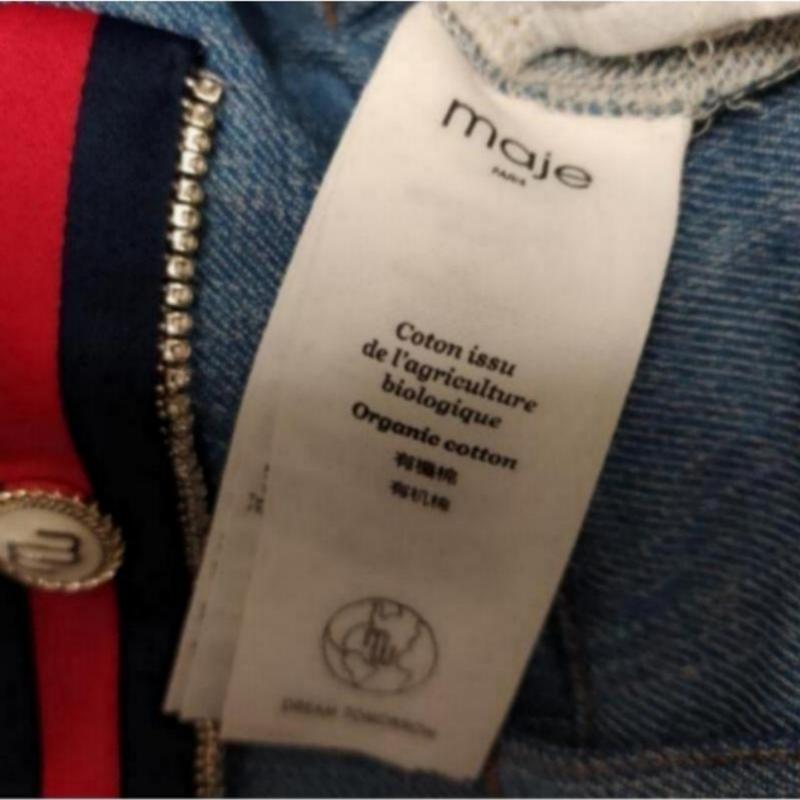 maje
PARIS
Coton issu
de l'agriculture
biologique
Organic cotton
有機棉
有机棉
DREAM TOMORROW